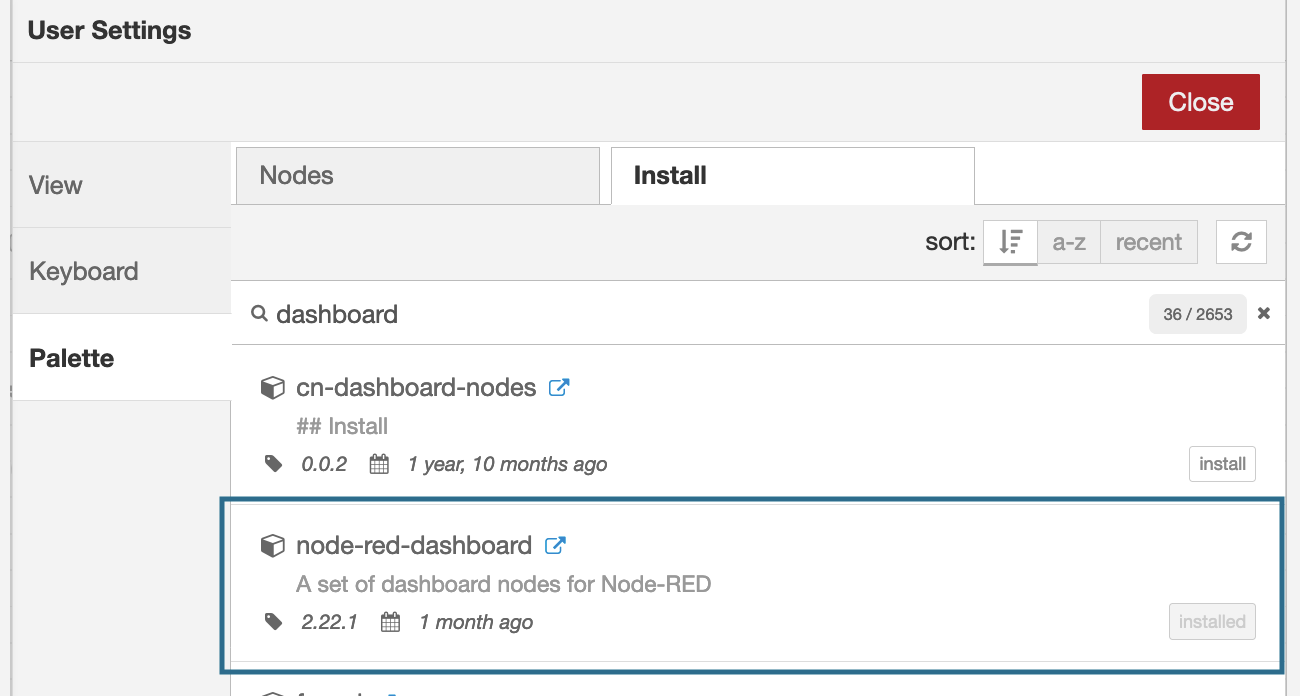 User Settings
Close
View
Keyboard
Palette
Nodes
Install
sort: a-z recent
dashboard
36 / 2653
cn-dashboard-nodes
## Install
0.0.2 1 year, 10 months ago
install
node-red-dashboard
A set of dashboard nodes for Node-RED
2.22.1 1 month ago
installed